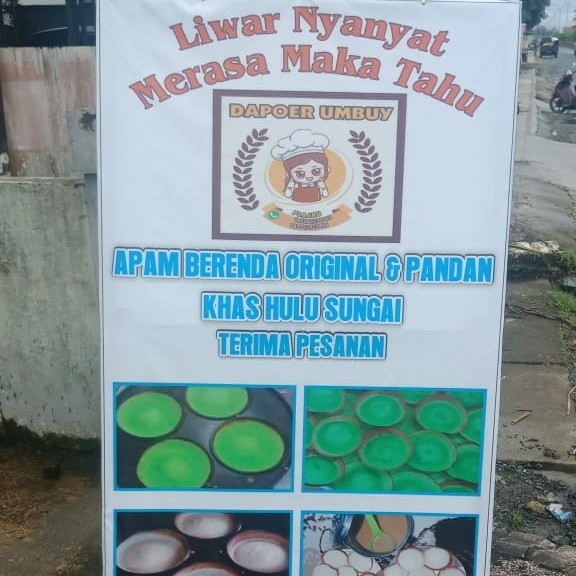 Liwar Nyanyat
Merasa Maka Tahu
DAPOER UMBUY
APAM BERENDA ORIGINAL & PANDAN
KHAS HULU SUNGAI
TERIMA PESANAN